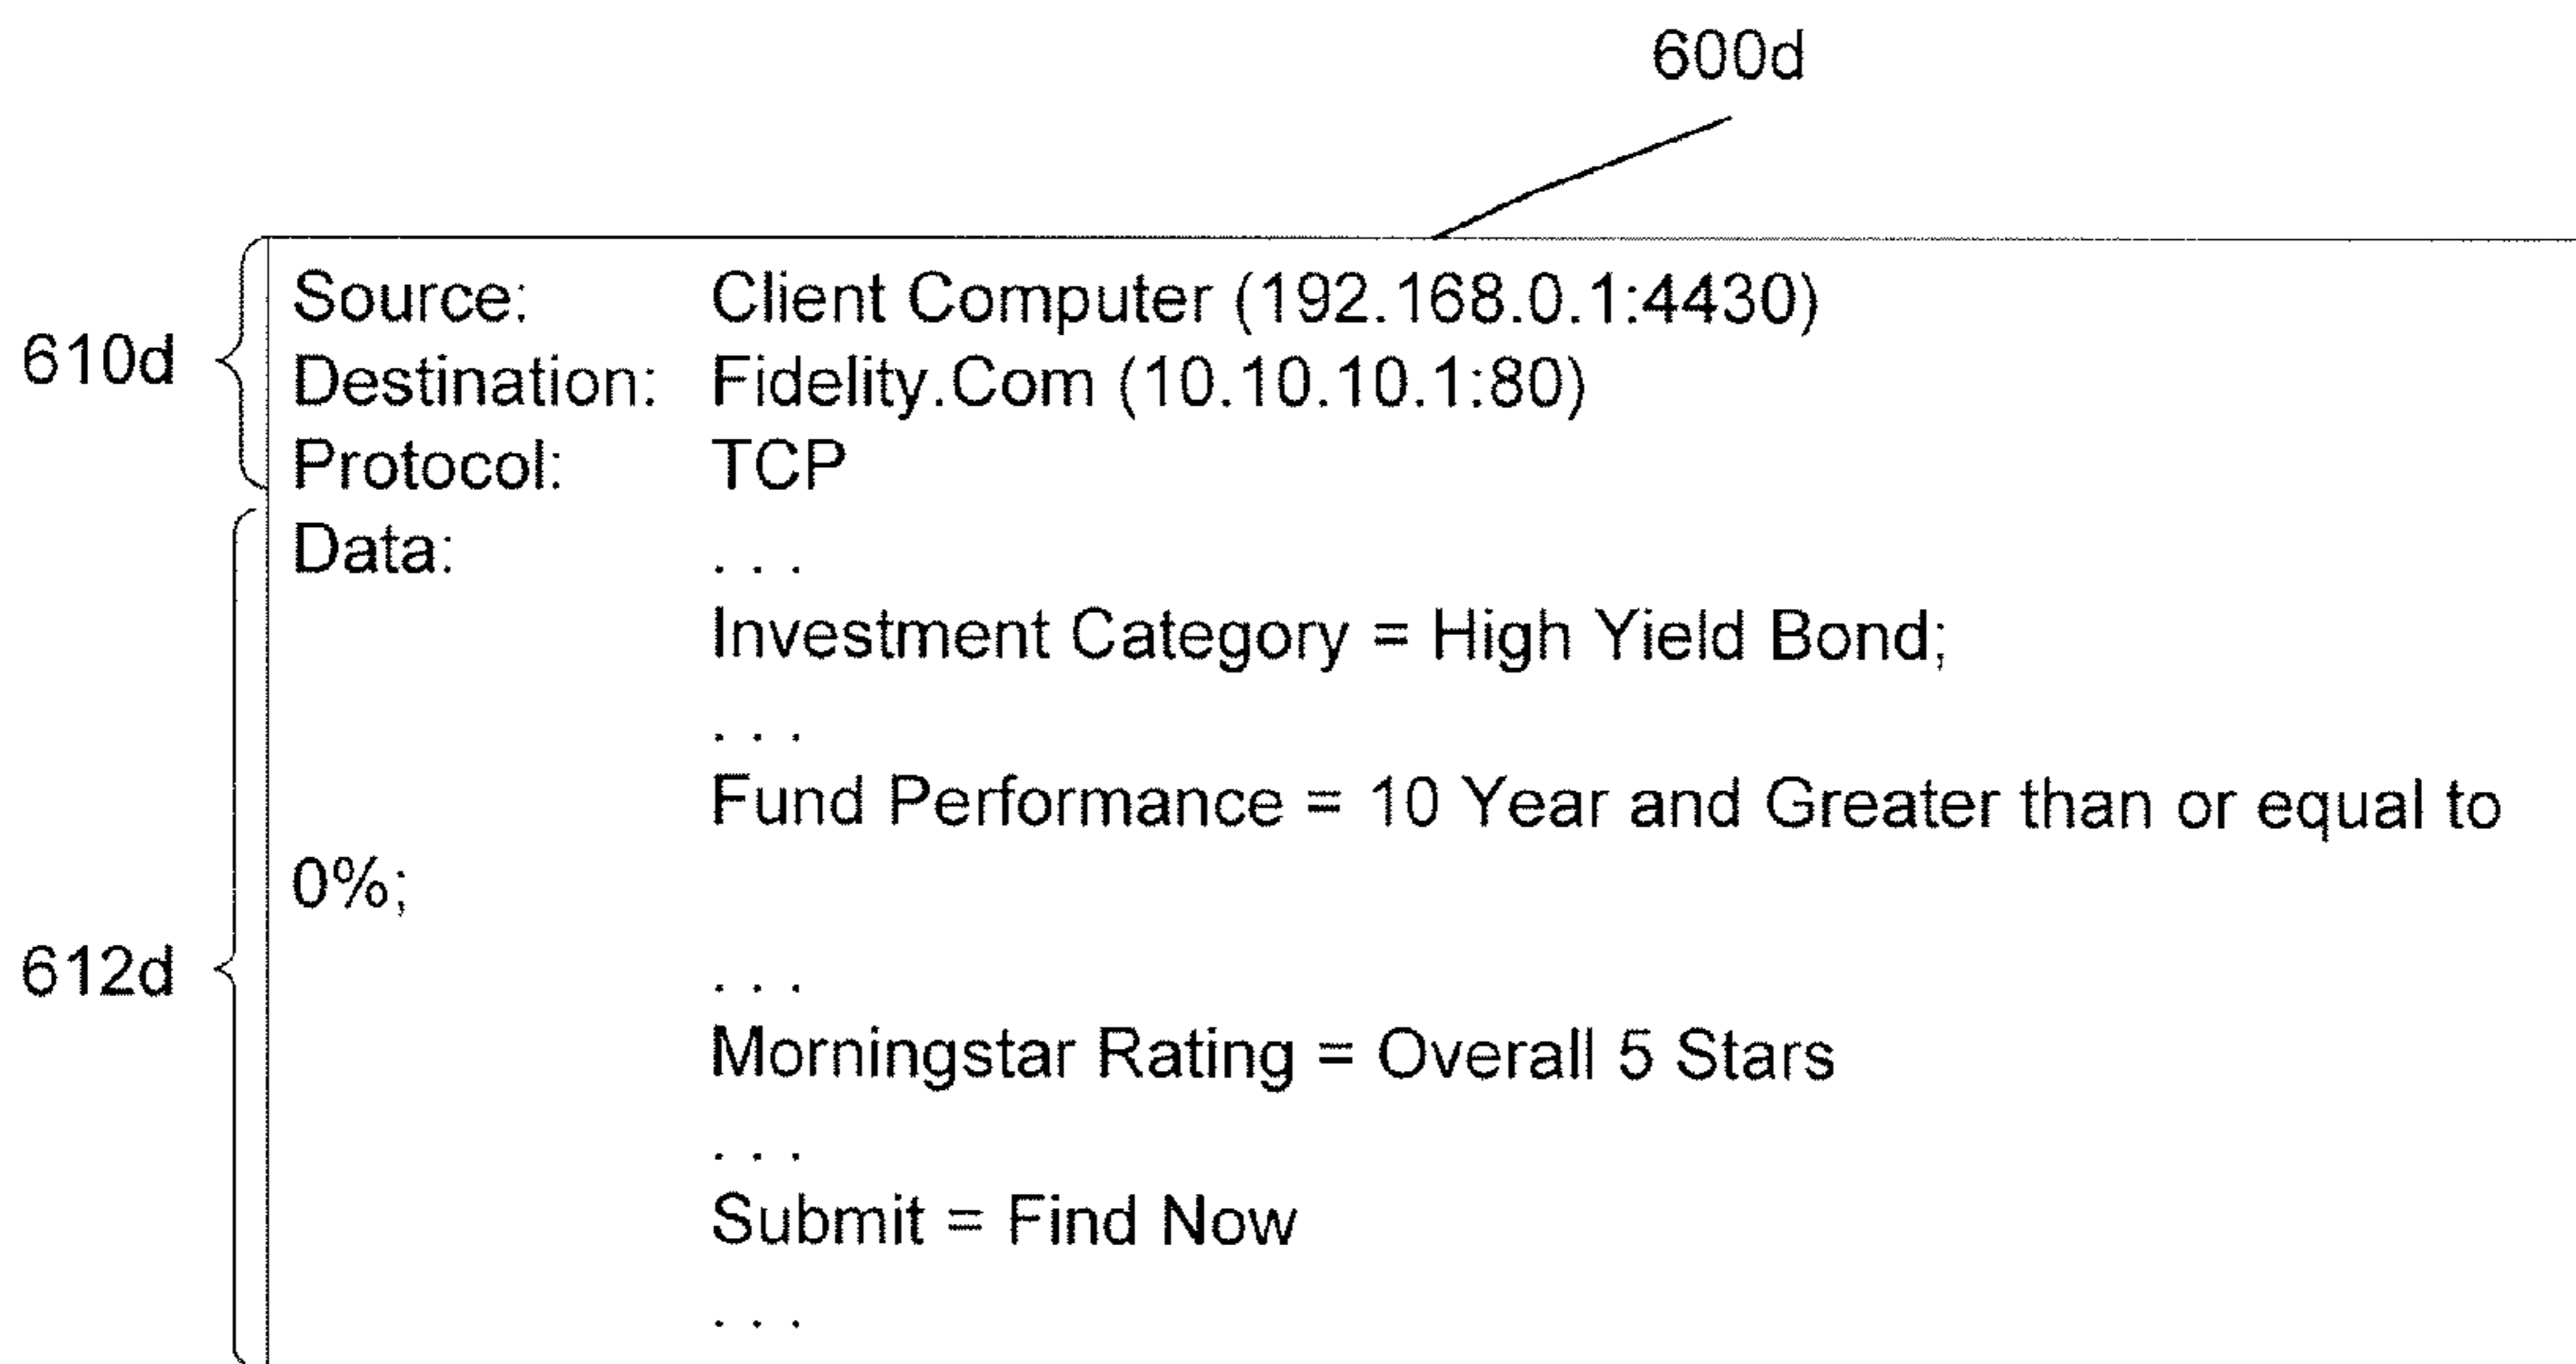 600d
610d
Source: Client Computer (192.168.0.1:4430)
Destination: Fidelity.Com (10.10.10.1:80)
Protocol: TCP
612d
Data: . . .
Investment Category = High Yield Bond;
. . .
Fund Performance = 10 Year and Greater than or equal to
0%;
. . .
Morningstar Rating = Overall 5 Stars
. . .
Submit = Find Now
. . .